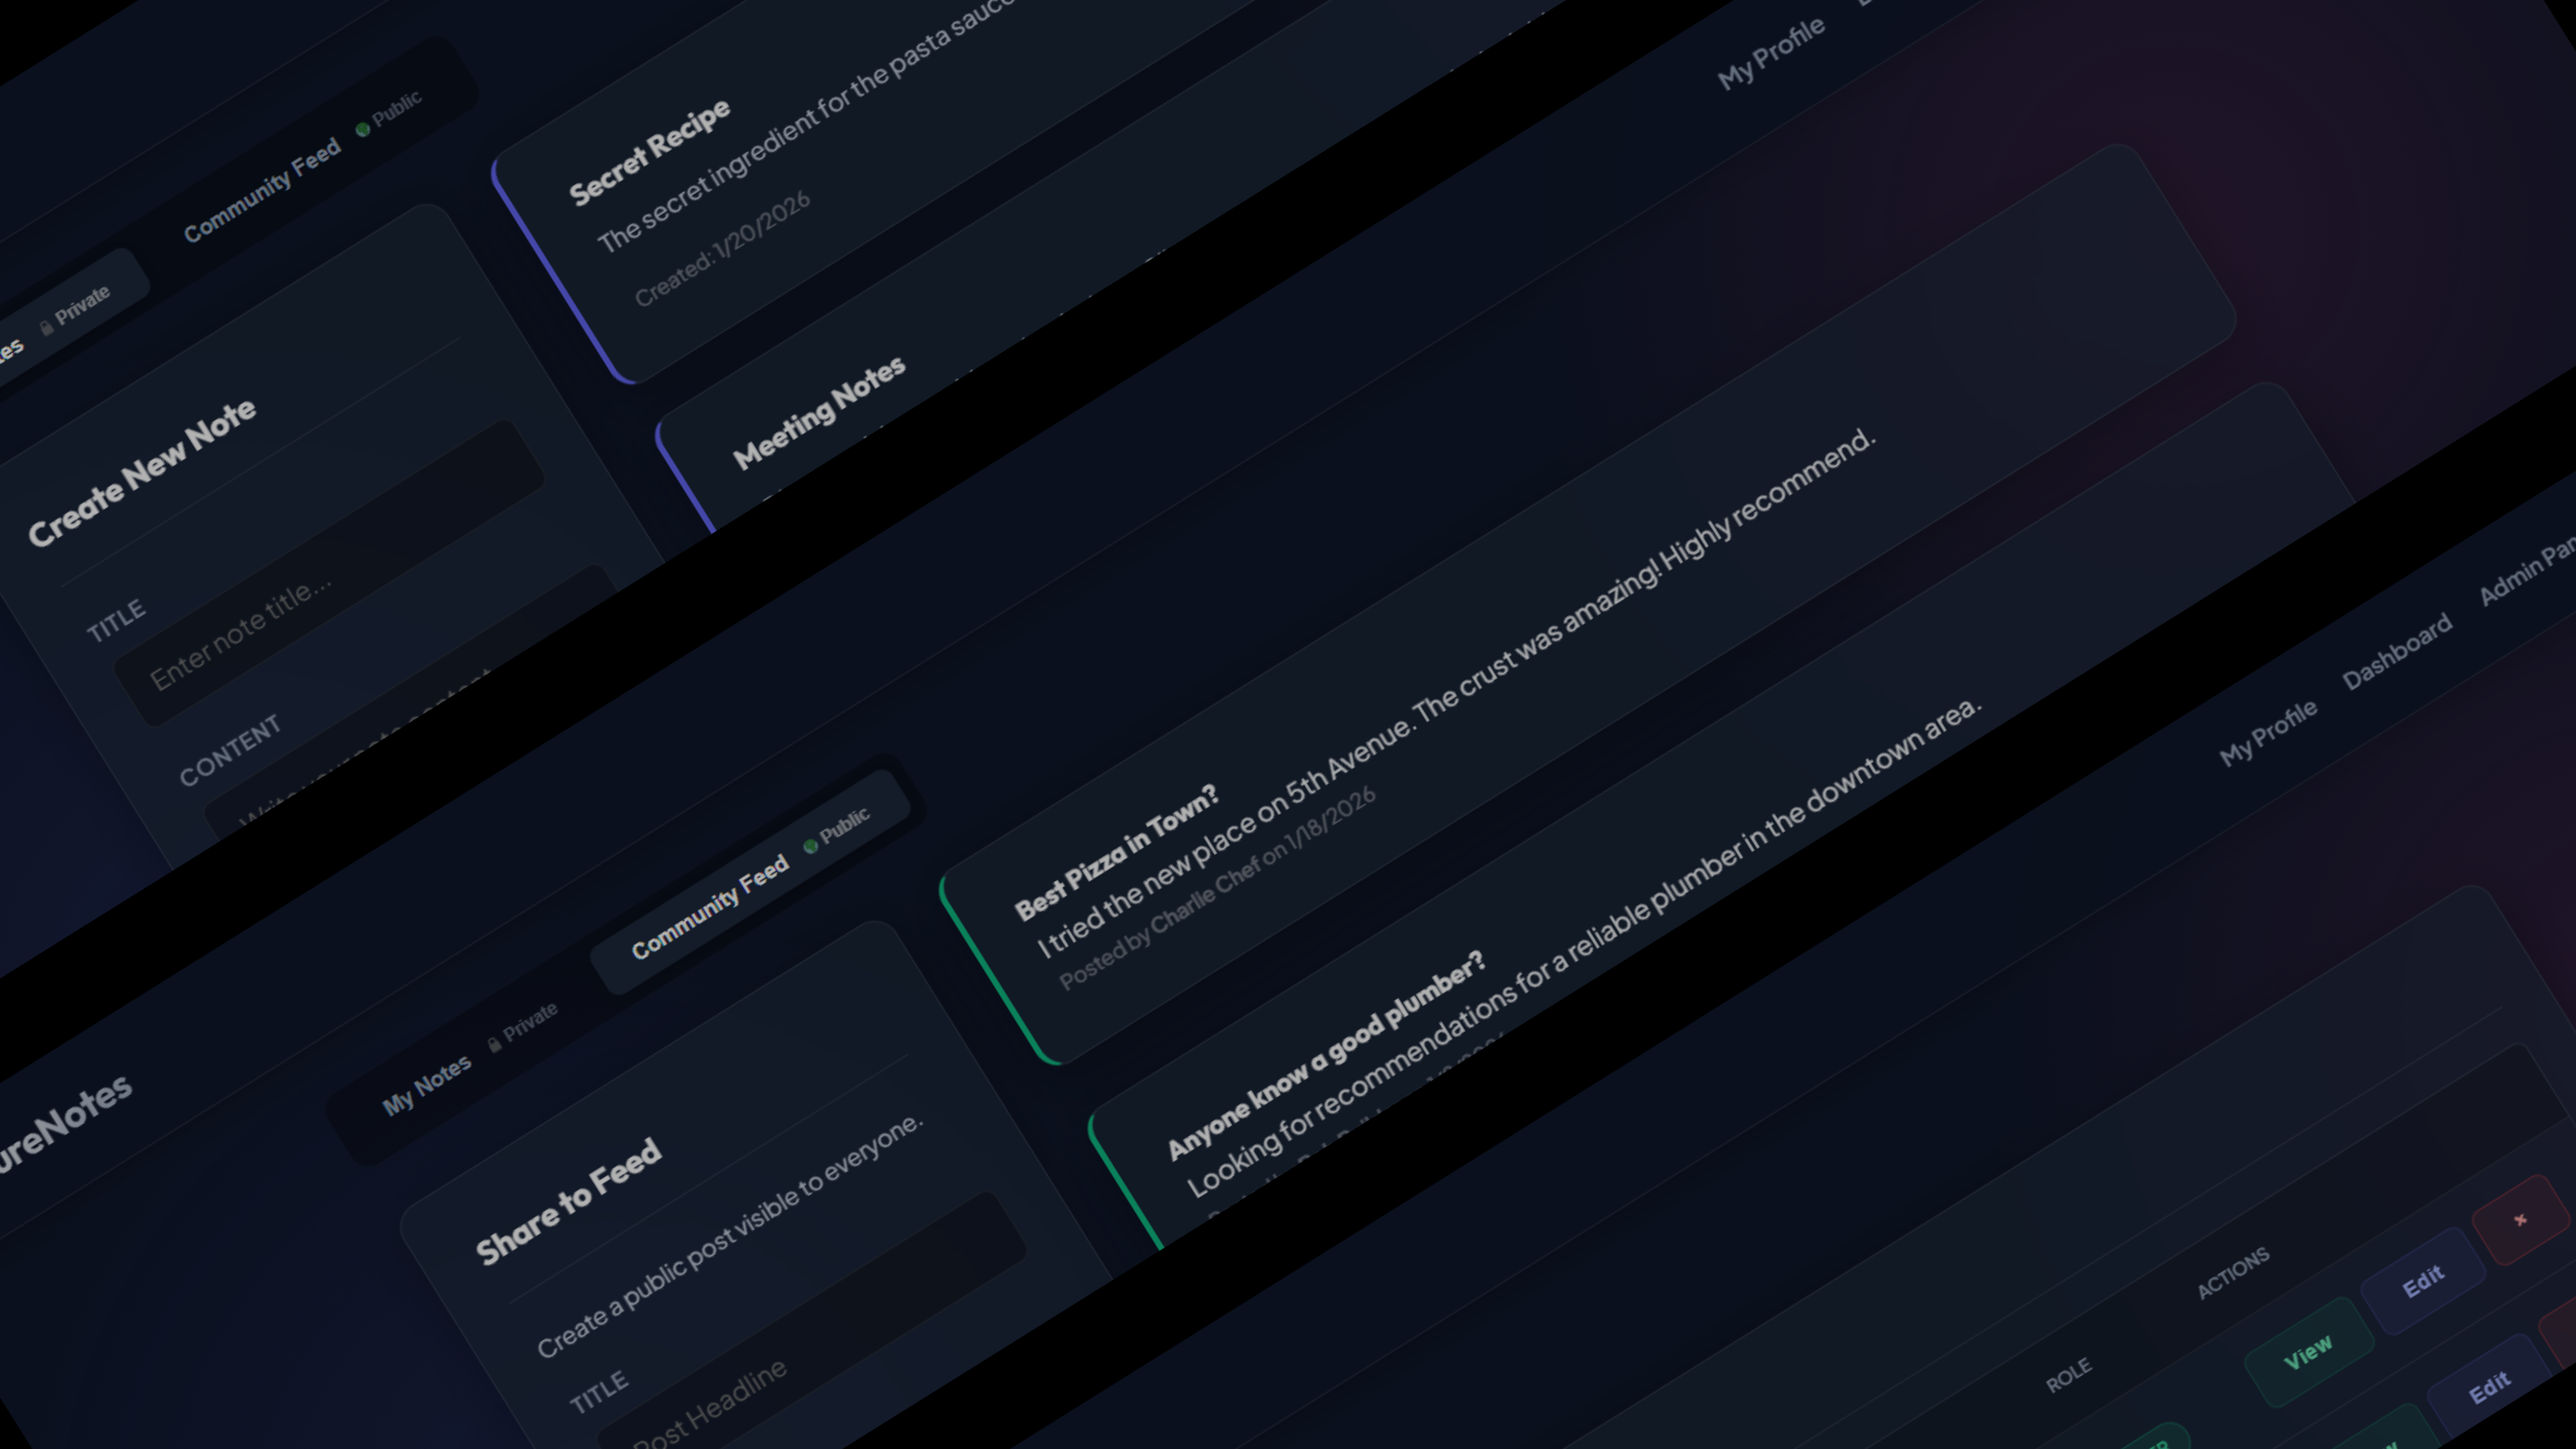 Community Feed Public
Private
Create New Note
TITLE
Enter note title...
CONTENT
Secret Recipe
The secret ingredient for the pasta sauce
Created: 1/20/2026
Meeting Notes
My Profile
My Notes Private
Community Feed Public
Share to Feed
Create a public post visible to everyone.
TITLE
Post Headline
Best Pizza in Town?
I tried the new place on 5th Avenue. The crust was amazing! Highly recommend.
Posted by Charlie Chef on 1/18/2026
Anyone know a good plumber?
Looking for recommendations for a reliable plumber in the downtown area.
My Profile Dashboard Admin
ROLE ACTIONS
View Edit
Edit